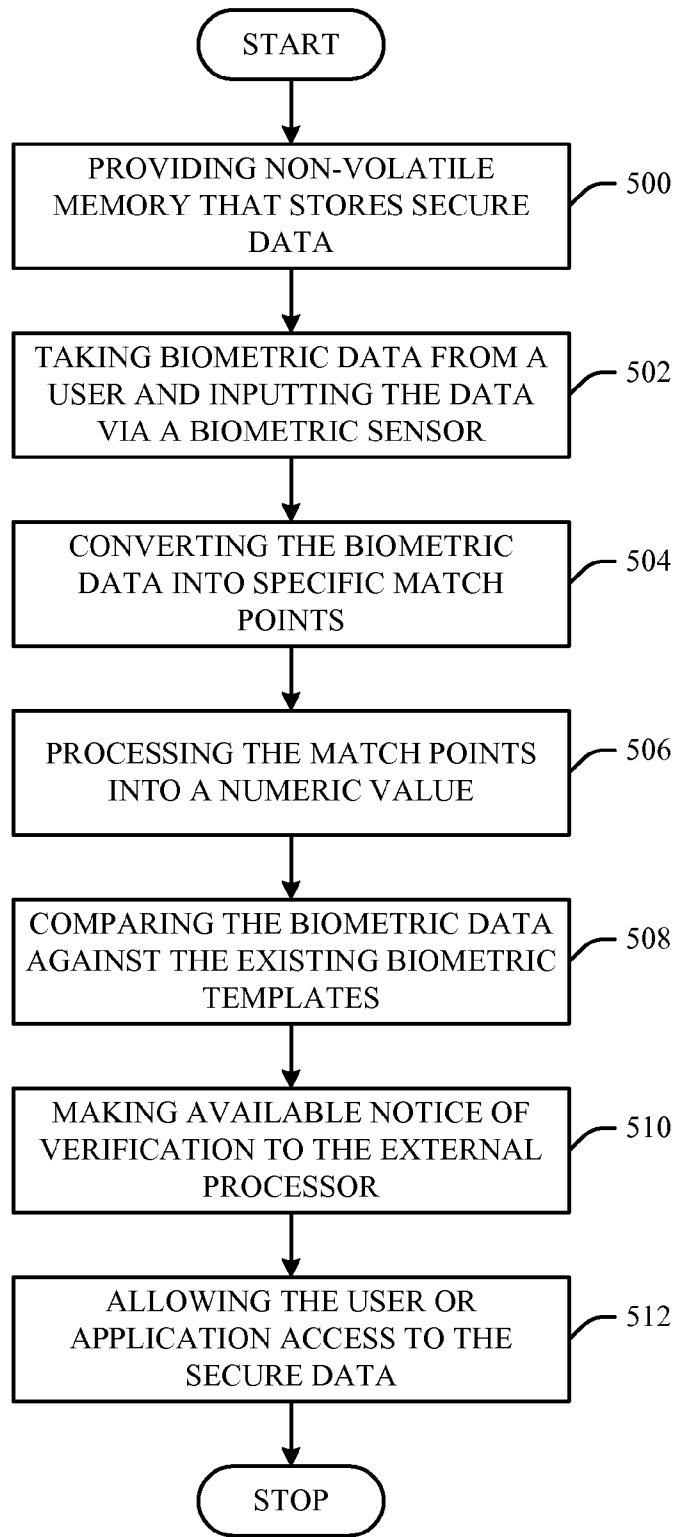 START
PROVIDING NON-VOLATILE
MEMORY THAT STORES SECURE
DATA
500
TAKING BIOMETRIC DATA FROM A
USER AND INPUTTING THE DATA
VIA A BIOMETRIC SENSOR
502
CONVERTING THE BIOMETRIC
DATA INTO SPECIFIC MATCH
POINTS
504
PROCESSING THE MATCH POINTS
INTO A NUMERIC VALUE
506
COMPARING THE BIOMETRIC DATA
AGAINST THE EXISTING BIOMETRIC
TEMPLATES
508
MAKING AVAILABLE NOTICE OF
VERIFICATION TO THE EXTERNAL
PROCESSOR
510
ALLOWING THE USER OR
APPLICATION ACCESS TO THE
SECURE DATA
512
STOP